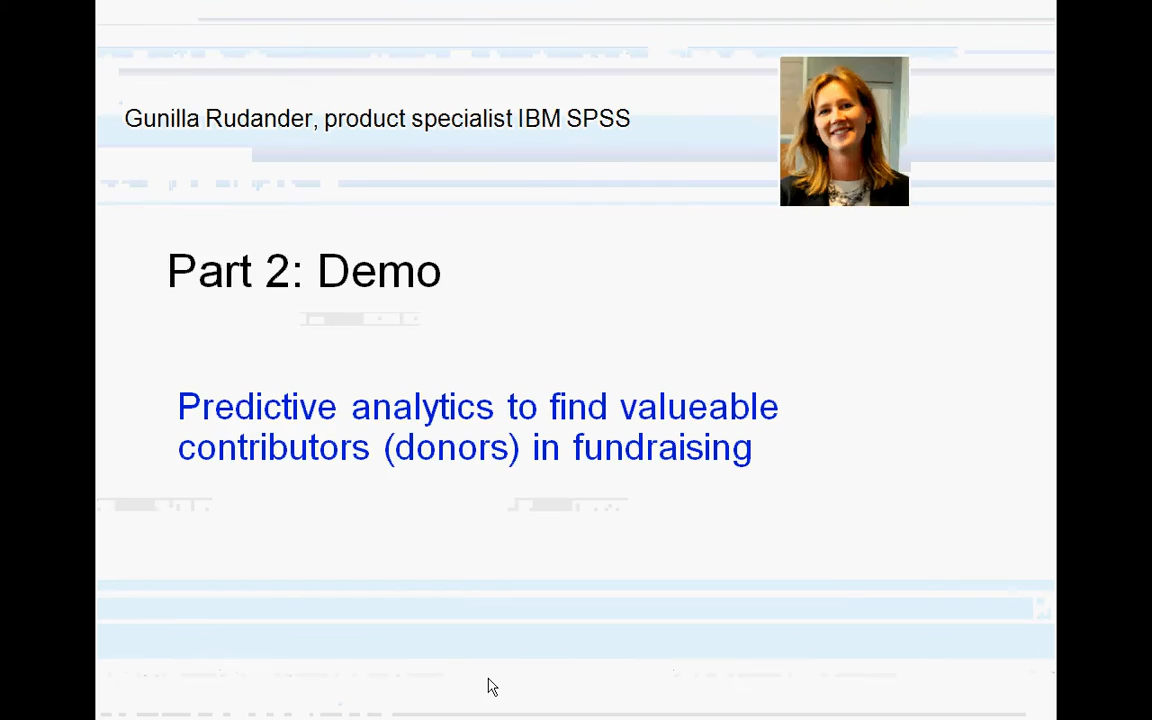 Gunilla Rudander, product specialist IBM SPSS
Part 2: Demo
Predictive analytics to find valueable
contributors (donors) in fundraising